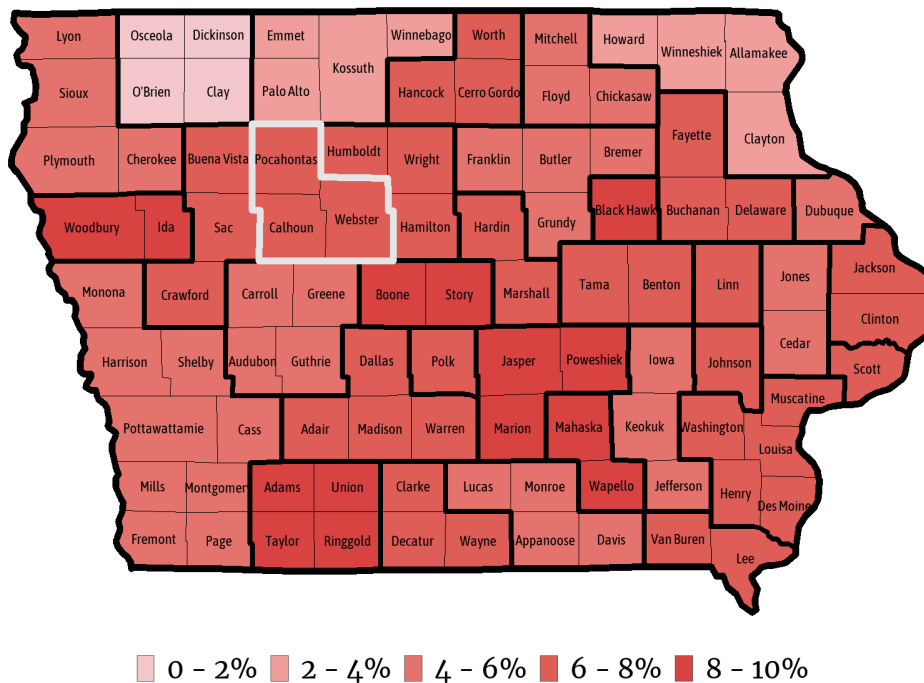 Lyon Osceola Dickinson Emmet Winnebago Worth Mitchell Howard Winneshiek Allamakee
Kossuth
Sioux O'Brien Clay Palo Alto Hancock Cerro Gordo Floyd Chickasaw
Fayette Clayton
Plymouth Cherokee Buena Vista Pocahontas Humboldt Wright Franklin Butler Bremer
Woodbury Ida Sac Calhoun Webster Hamilton Hardin Grundy Black Hawk Buchanan Delaware Dubuque
Monona Crawford Carroll Greene Boone Story Marshall Tama Benton Linn Jones Jackson
Clinton
Harrison Shelby Audubon Guthrie Dallas Polk Jasper Poweshiek Iowa Johnson Cedar Scott
Muscatine
Pottawattamie Cass Adair Madison Warren Marion Mahaska Keokuk Washington Louisa
Mills Montgomery Adams Union Clarke Lucas Monroe Wapello Jefferson Henry Des Moine
Fremont Page Taylor Ringgold Decatur Wayne Appanoose Davis Van Buren Lee
0 - 2% 2 - 4% 4 - 6% 6 - 8% 8 - 10%